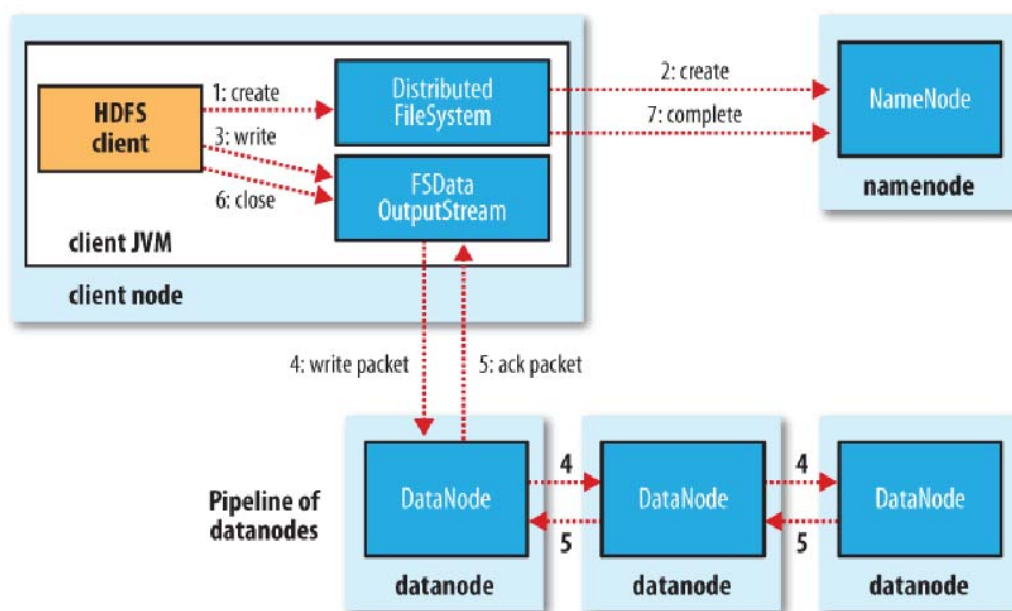 HDFS
client
1: create
3: write
6: close
Distributed
FileSystem
FSData
OutputStream
client JVM
client node
2: create
7: complete
NameNode
namenode
4: write packet
5: ack packet
Pipeline of
datanodes
DataNode
datanode
4
5
DataNode
datanode
4
5
DataNode
datanode